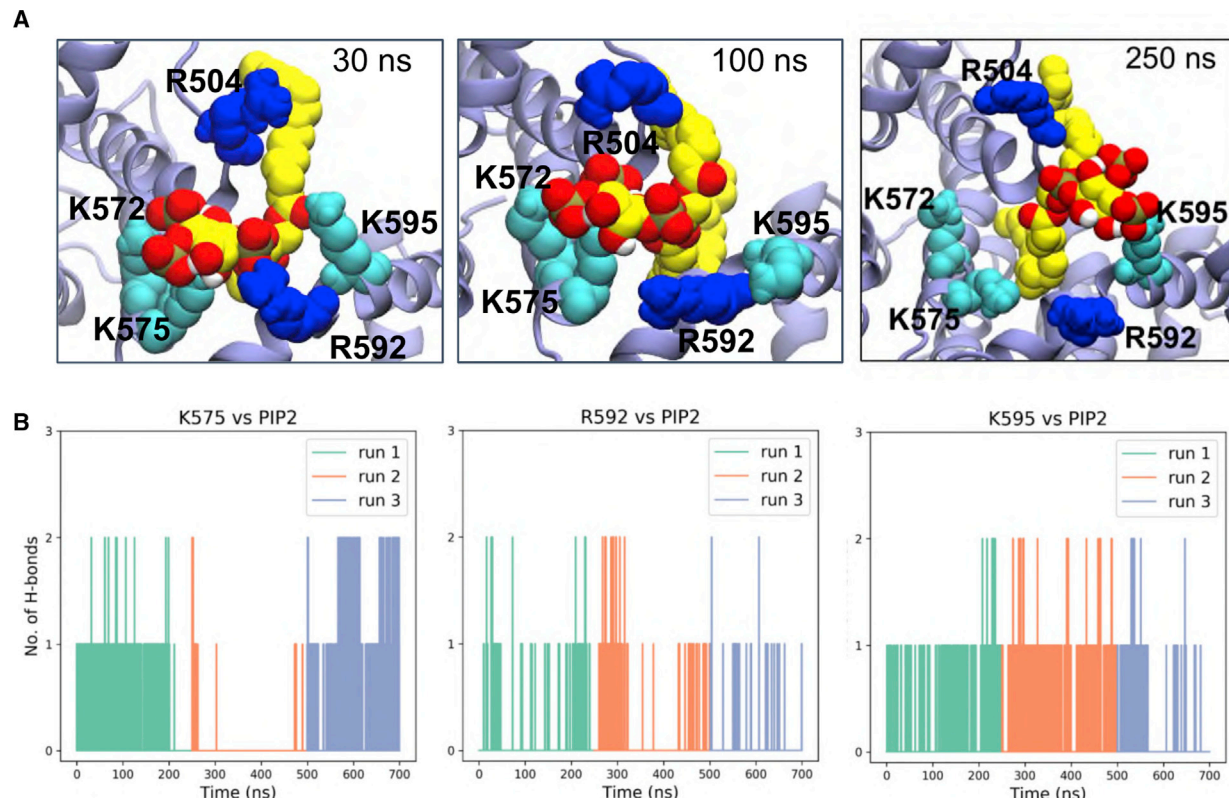 A
30 ns
R504
K572
K595
K575
R592
100 ns
R504
K572
K595
K575
R592
250 ns
R504
K572
K595
K575
R592
B
K575 vs PIP2
No. of H-bonds
3
2
1
0
run 1
run 2
run 3
0 100 200 300 400 500 600 700
Time (ns)
R592 vs PIP2
3
2
1
0
run 1
run 2
run 3
0 100 200 300 400 500 600 700
Time (ns)
K595 vs PIP2
3
2
1
0
run 1
run 2
run 3
0 100 200 300 400 500 600 700
Time (ns)